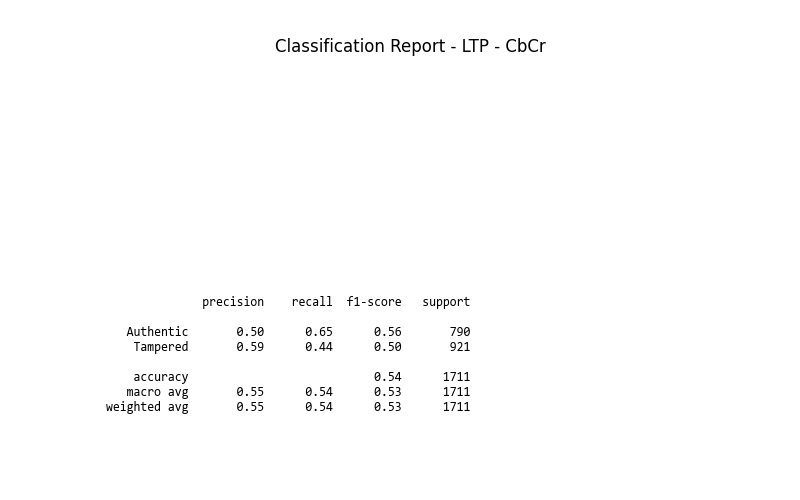 Classification Report - LTP - CbCr
precision recall f1-score support
Authentic 0.50 0.65 0.56 790
Tampered 0.59 0.44 0.50 921
accuracy 0.54 1711
macro avg 0.55 0.54 0.53 1711
weighted avg 0.55 0.54 0.53 1711